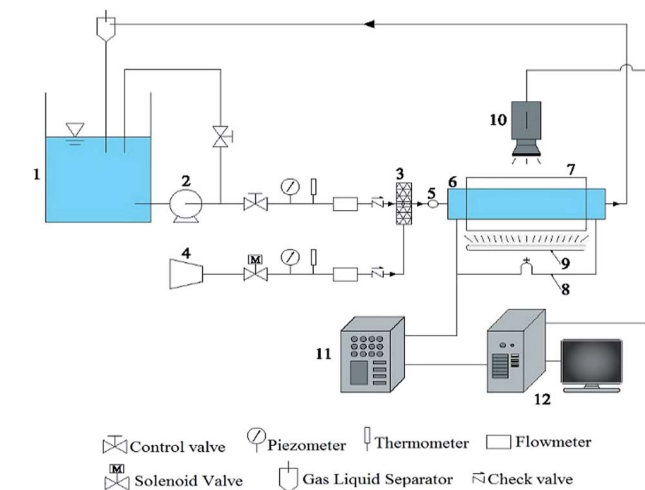 10
7
1
2
3
5
6
4
M
9
8
11
12
Control valve
Piezometer
Thermometer
Flowmeter
M
Solenoid Valve
Gas Liquid Separator
Check valve